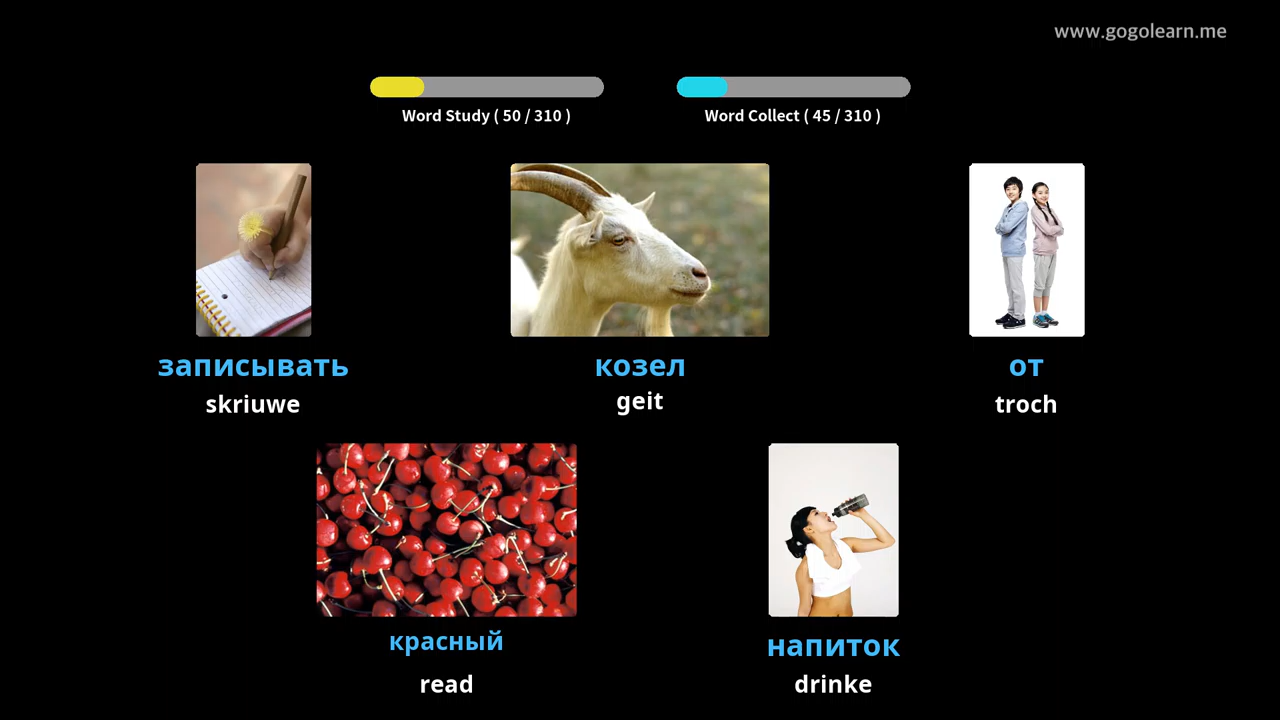 www.gogolearn.me
Word Study ( 50 / 310 )
Word Collect ( 45 / 310 )
записывать
skriuwe
козел
geit
от
troch
красный
read
напиток
drinke